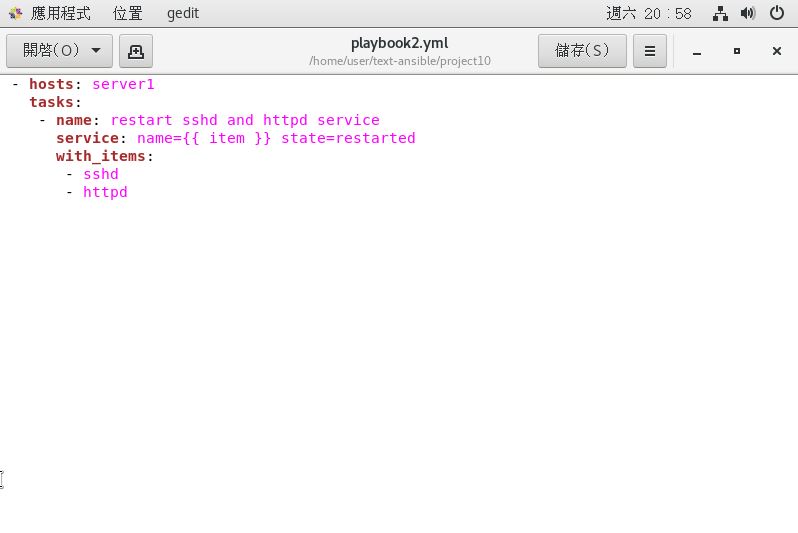 應用程式 位置 gedit 週六 20：58
開啟(O) playbook2.yml 儲存(S)
/home/user/text-ansible/project10
- hosts: server1
  tasks:
   - name: restart sshd and httpd service
     service: name={{ item }} state=restarted
     with_items:
      - sshd
      - httpd